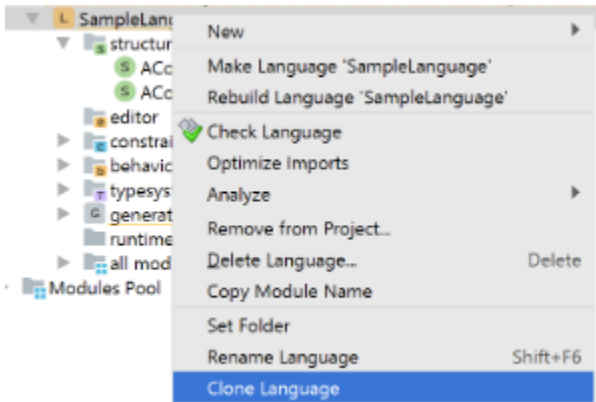 L SampleLang
New
structur
Make Language 'SampleLanguage'
S ACo
Rebuild Language 'SampleLanguage'
S ACo
editor
Check Language
constrai
Optimize Imports
behavic
Analyze
typesys
Remove from Project...
G generat
runtime
Delete Language... Delete
all mod
Copy Module Name
Modules Pool
Set Folder
Rename Language Shift+F6
Clone Language